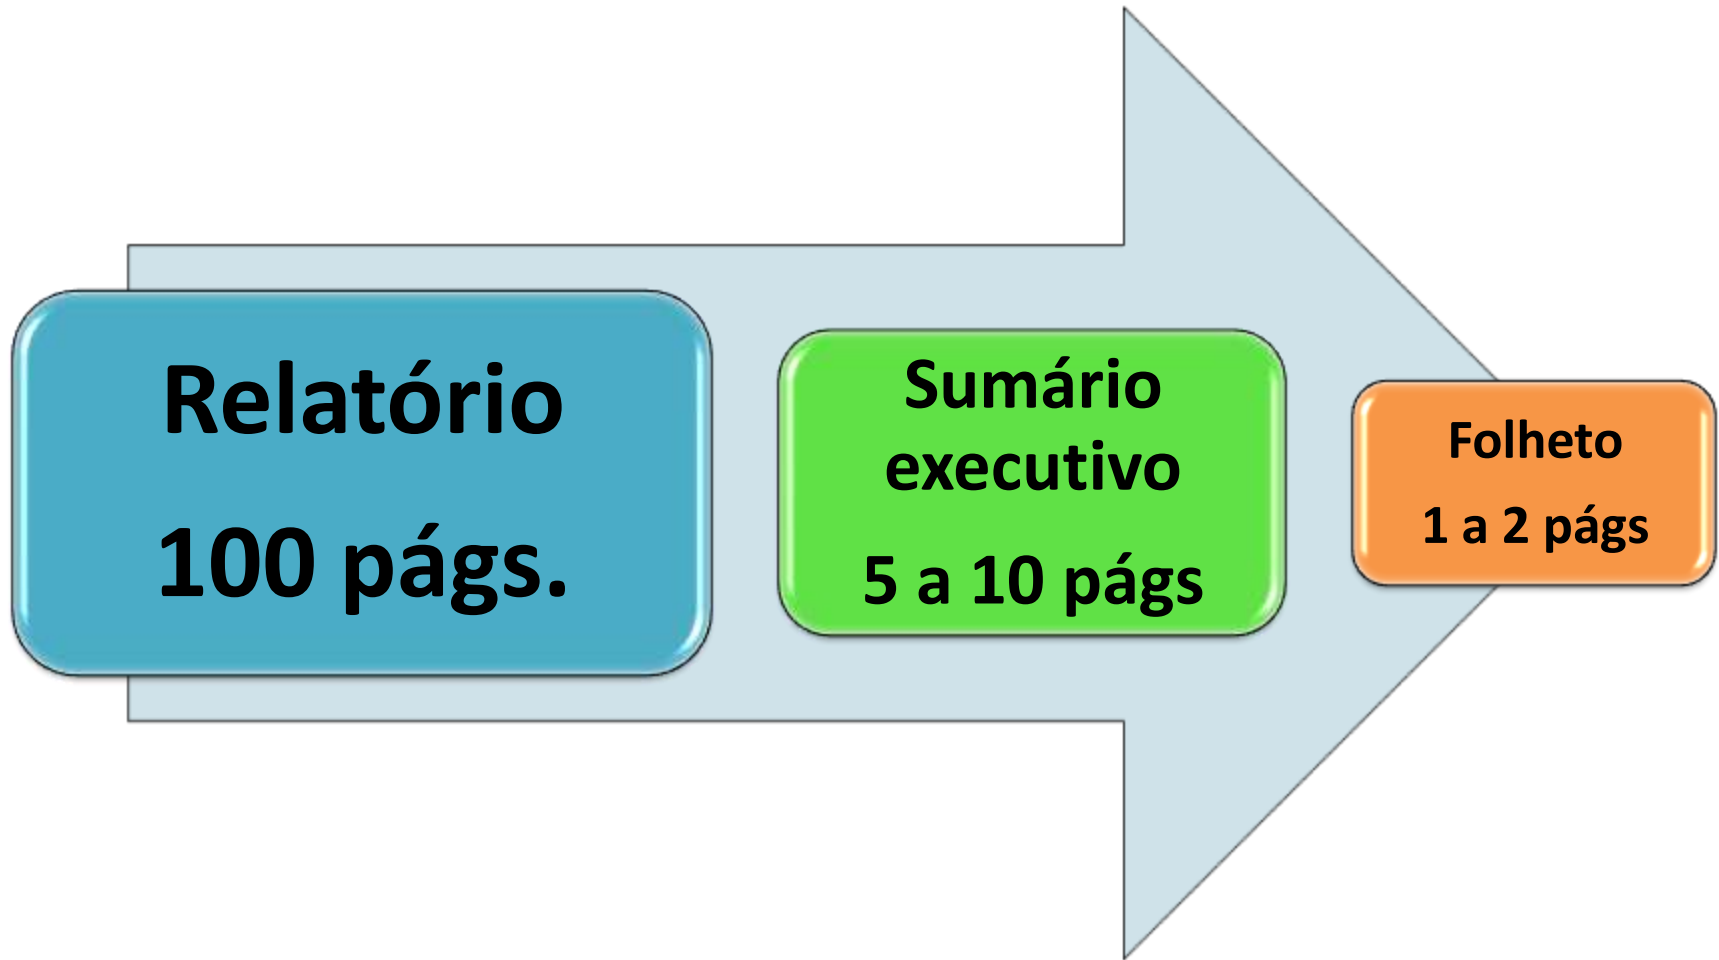 Relatório
100 págs.
Sumário
executivo
5 a 10 págs
Folheto
1 a 2 págs